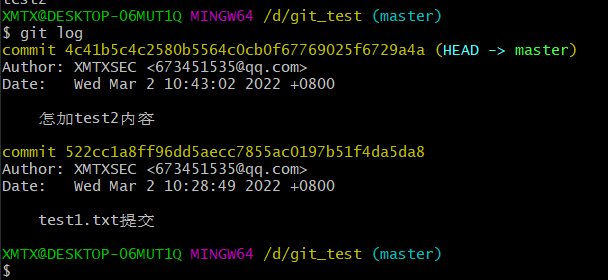 test2
XMTX@DESKTOP-06MUT1Q MINGW64 /d/git_test (master)
$ git log
commit 4c41b5c4c2580b5564c0cb0f67769025f6729a4a (HEAD -> master)
Author: XMTXSEC <673451535@qq.com>
Date:   Wed Mar 2 10:43:02 2022 +0800
怎加test2内容
commit 522cc1a8ff96dd5aecc7855ac0197b51f4da5da8
Author: XMTXSEC <673451535@qq.com>
Date:   Wed Mar 2 10:28:49 2022 +0800
test1.txt提交
XMTX@DESKTOP-06MUT1Q MINGW64 /d/git_test (master)
$